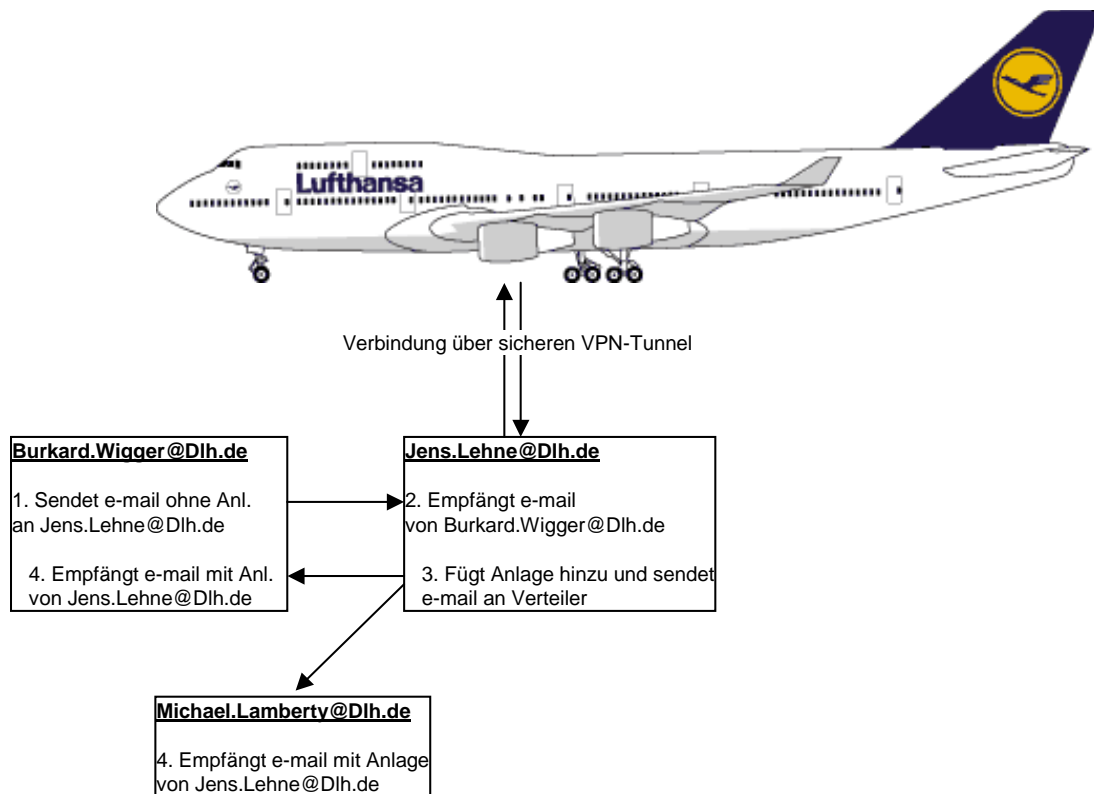 Lufthansa
Verbindung über sicheren VPN-Tunnel
Burkard.Wigger@Dlh.de
1. Sendet e-mail ohne Anl.
an Jens.Lehne@Dlh.de
4. Empfängt e-mail mit Anl.
von Jens.Lehne@Dlh.de
Jens.Lehne@Dlh.de
2. Empfängt e-mail
von Burkard.Wigger@Dlh.de
3. Fügt Anlage hinzu und sendet
e-mail an Verteiler
Michael.Lamberty@Dlh.de
4. Empfängt e-mail mit Anlage
von Jens.Lehne@Dlh.de